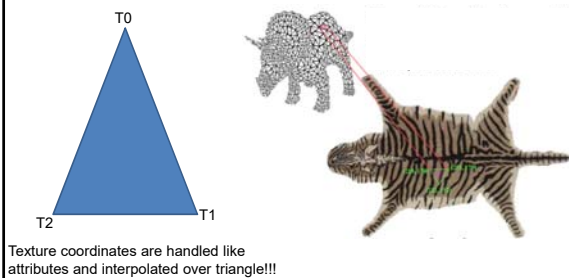 T0
T2
T1
Texture coordinates are handled like
attributes and interpolated over triangle!!!